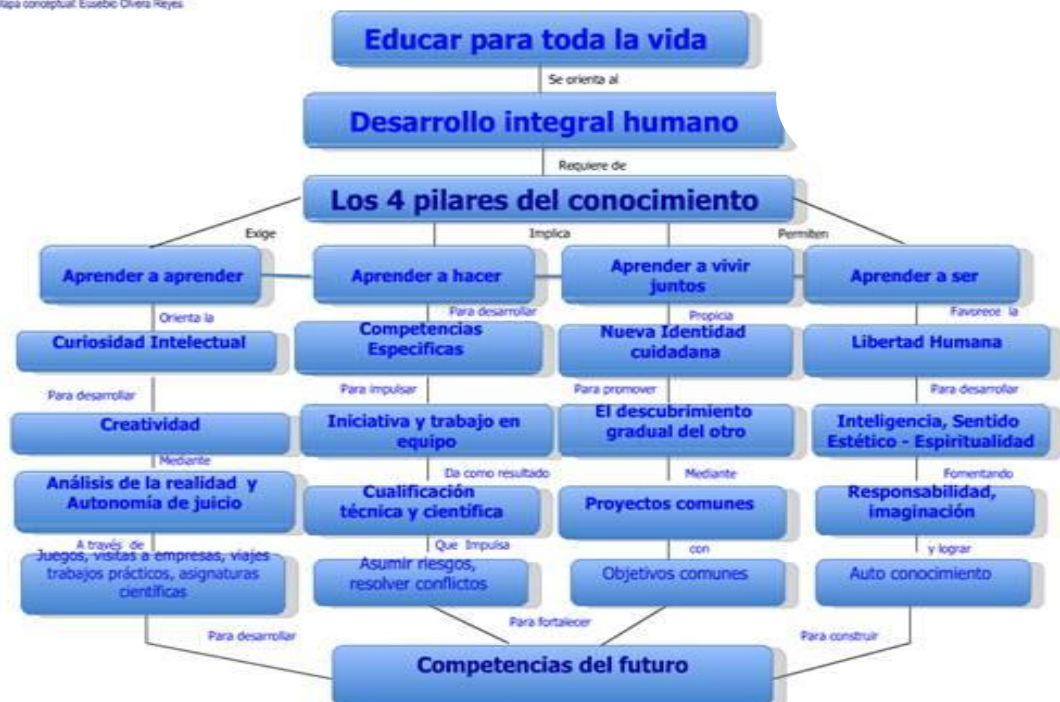 Mapa conceptual: Eusebio Olvera Reyes
Educar para toda la vida
Se orienta al
Desarrollo integral humano
Requiere de
Los 4 pilares del conocimiento
Exige
Implica
Permiten
Aprender a aprender
Aprender a hacer
Aprender a vivir
juntos
Aprender a ser
Orienta la
Para desarrollar
Propicia
Favorece la
Curiosidad Intelectual
Competencias
Especificas
Nueva Identidad
cuidadana
Libertad Humana
Para desarrollar
Para impulsar
Para promover
Para desarrollar
Creatividad
Iniciativa y trabajo en
equipo
El descubrimiento
gradual del otro
Inteligencia, Sentido
Estético - Espiritualidad
Mediante
Da como resultado
Mediante
Fomentando
Análisis de la realidad y
Autonomía de juicio
Cualificación
técnica y científica
Proyectos comunes
Responsabilidad,
imaginación
A través de
Que Impulsa
con
y lograr
Juegos, visitas a empresas, viajes
trabajos prácticos, asignaturas
científicas
Asumir riesgos,
resolver conflictos
Objetivos comunes
Auto conocimiento
Para desarrollar
Para fortalecer
Para construir
Competencias del futuro